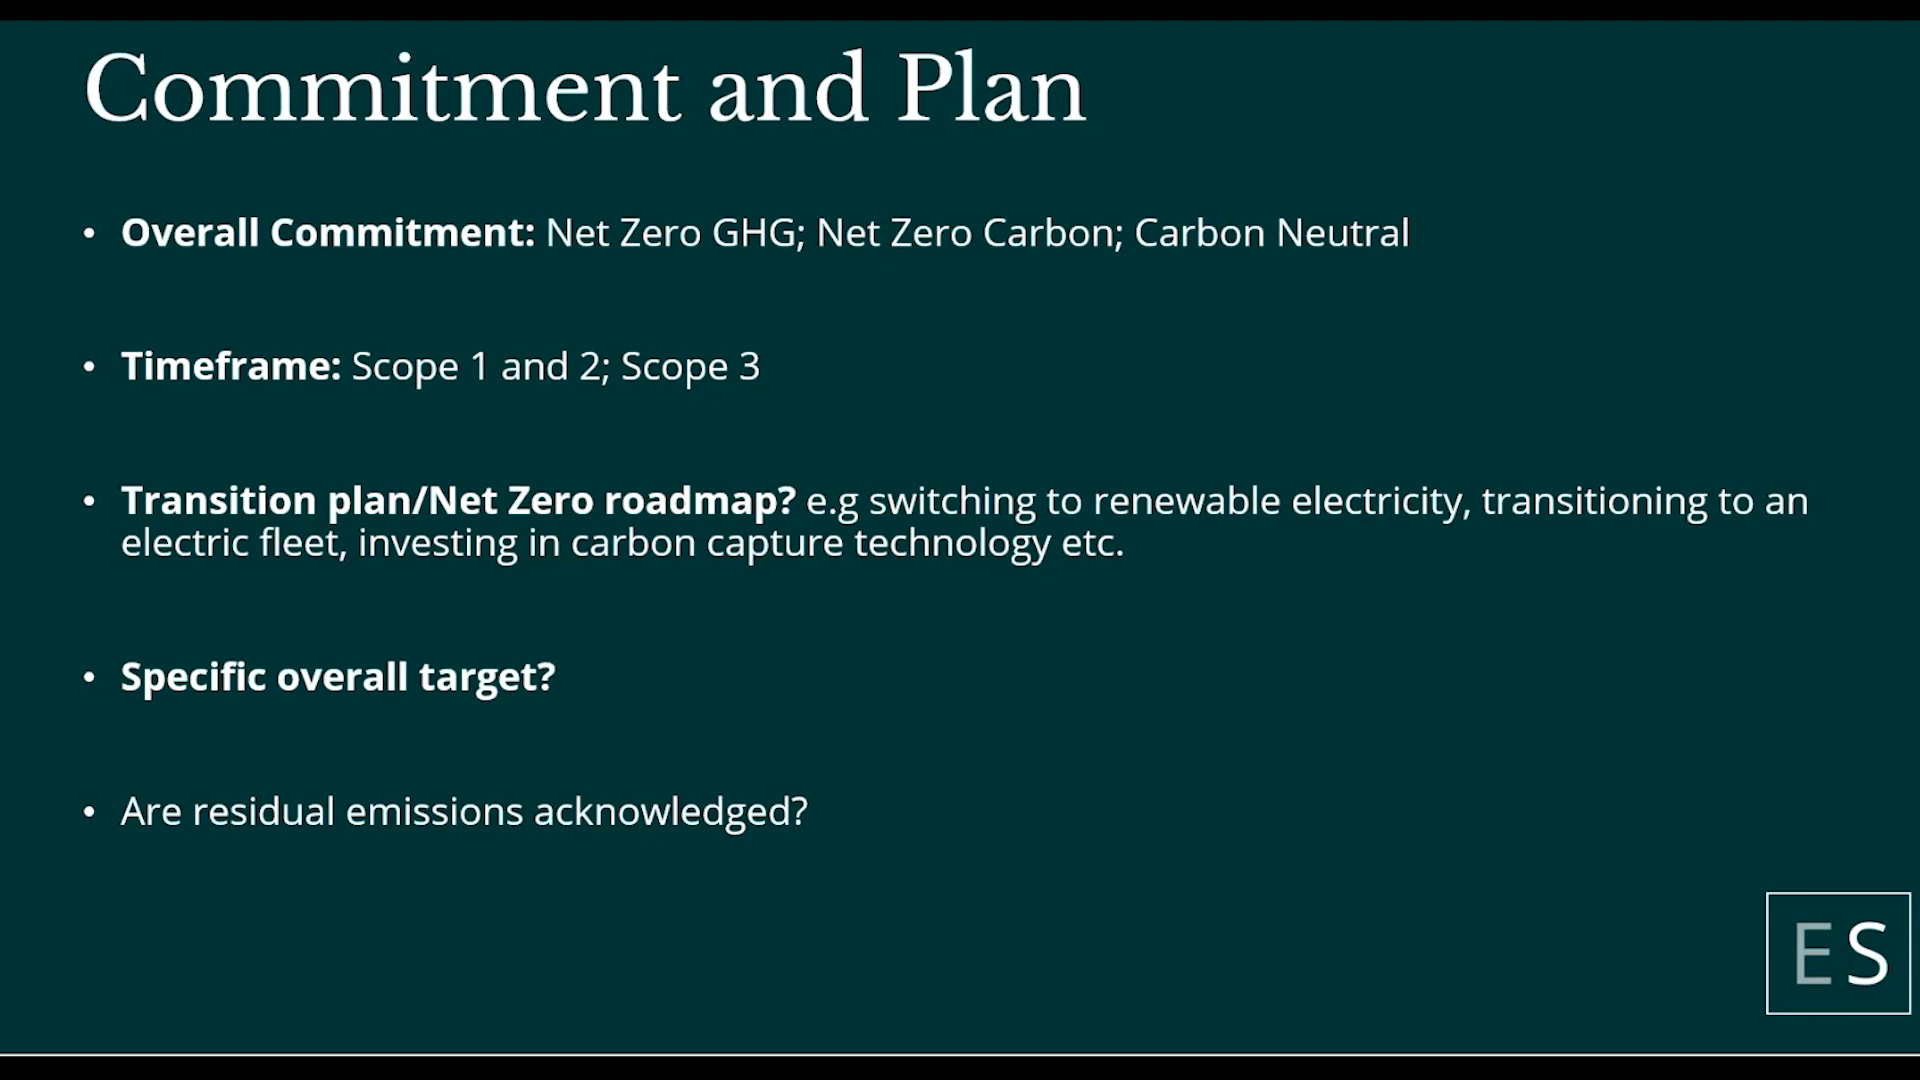 Commitment and Plan
• Overall Commitment: Net Zero GHG; Net Zero Carbon; Carbon Neutral
• Timeframe: Scope 1 and 2; Scope 3
• Transition plan/Net Zero roadmap? e.g switching to renewable electricity, transitioning to an
electric fleet, investing in carbon capture technology etc.
• Specific overall target?
• Are residual emissions acknowledged?
ES